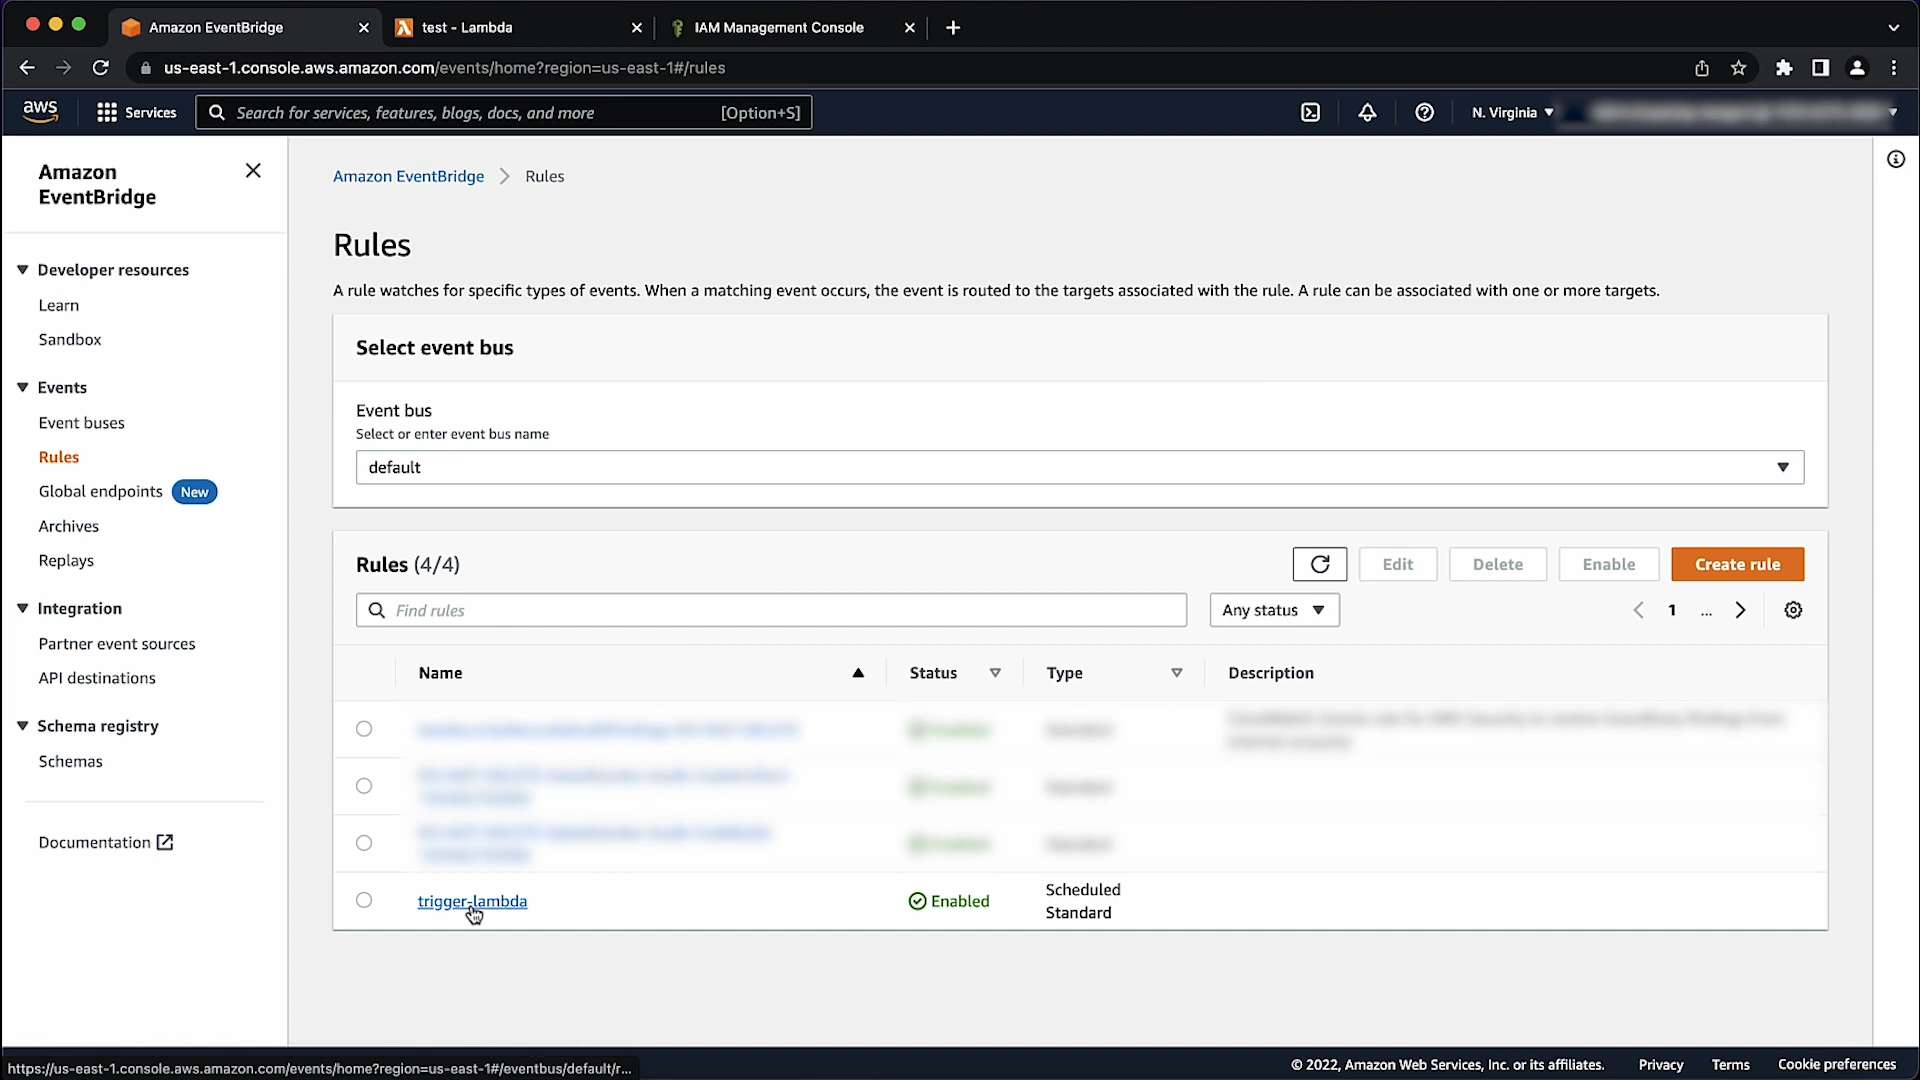 Amazon EventBridge
test - Lambda
IAM Management Console
us-east-1.console.aws.amazon.com/events/home?region=us-east-1#/rules
aws
Services
Search for services, features, blogs, docs, and more
[Option+S]
N. Virginia
Amazon
EventBridge
Developer resources
Learn
Sandbox
Events
Event buses
Rules
Global endpoints New
Archives
Replays
Integration
Partner event sources
API destinations
Schema registry
Schemas
Documentation
Amazon EventBridge
Rules
Rules
A rule watches for specific types of events. When a matching event occurs, the event is routed to the targets associated with the rule. A rule can be associated with one or more targets.
Select event bus
Event bus
Select or enter event bus name
default
Rules (4/4)
Edit
Delete
Enable
Create rule
Find rules
Any status
1
...
Name
Status
Type
Description
trigger-lambda
Enabled
Scheduled
Standard
https://us-east-1.console.aws.amazon.com/events/home?region=us-east-1#/eventbus/default/r...
© 2022, Amazon Web Services, Inc. or its affiliates.
Privacy
Terms
Cookie preferences